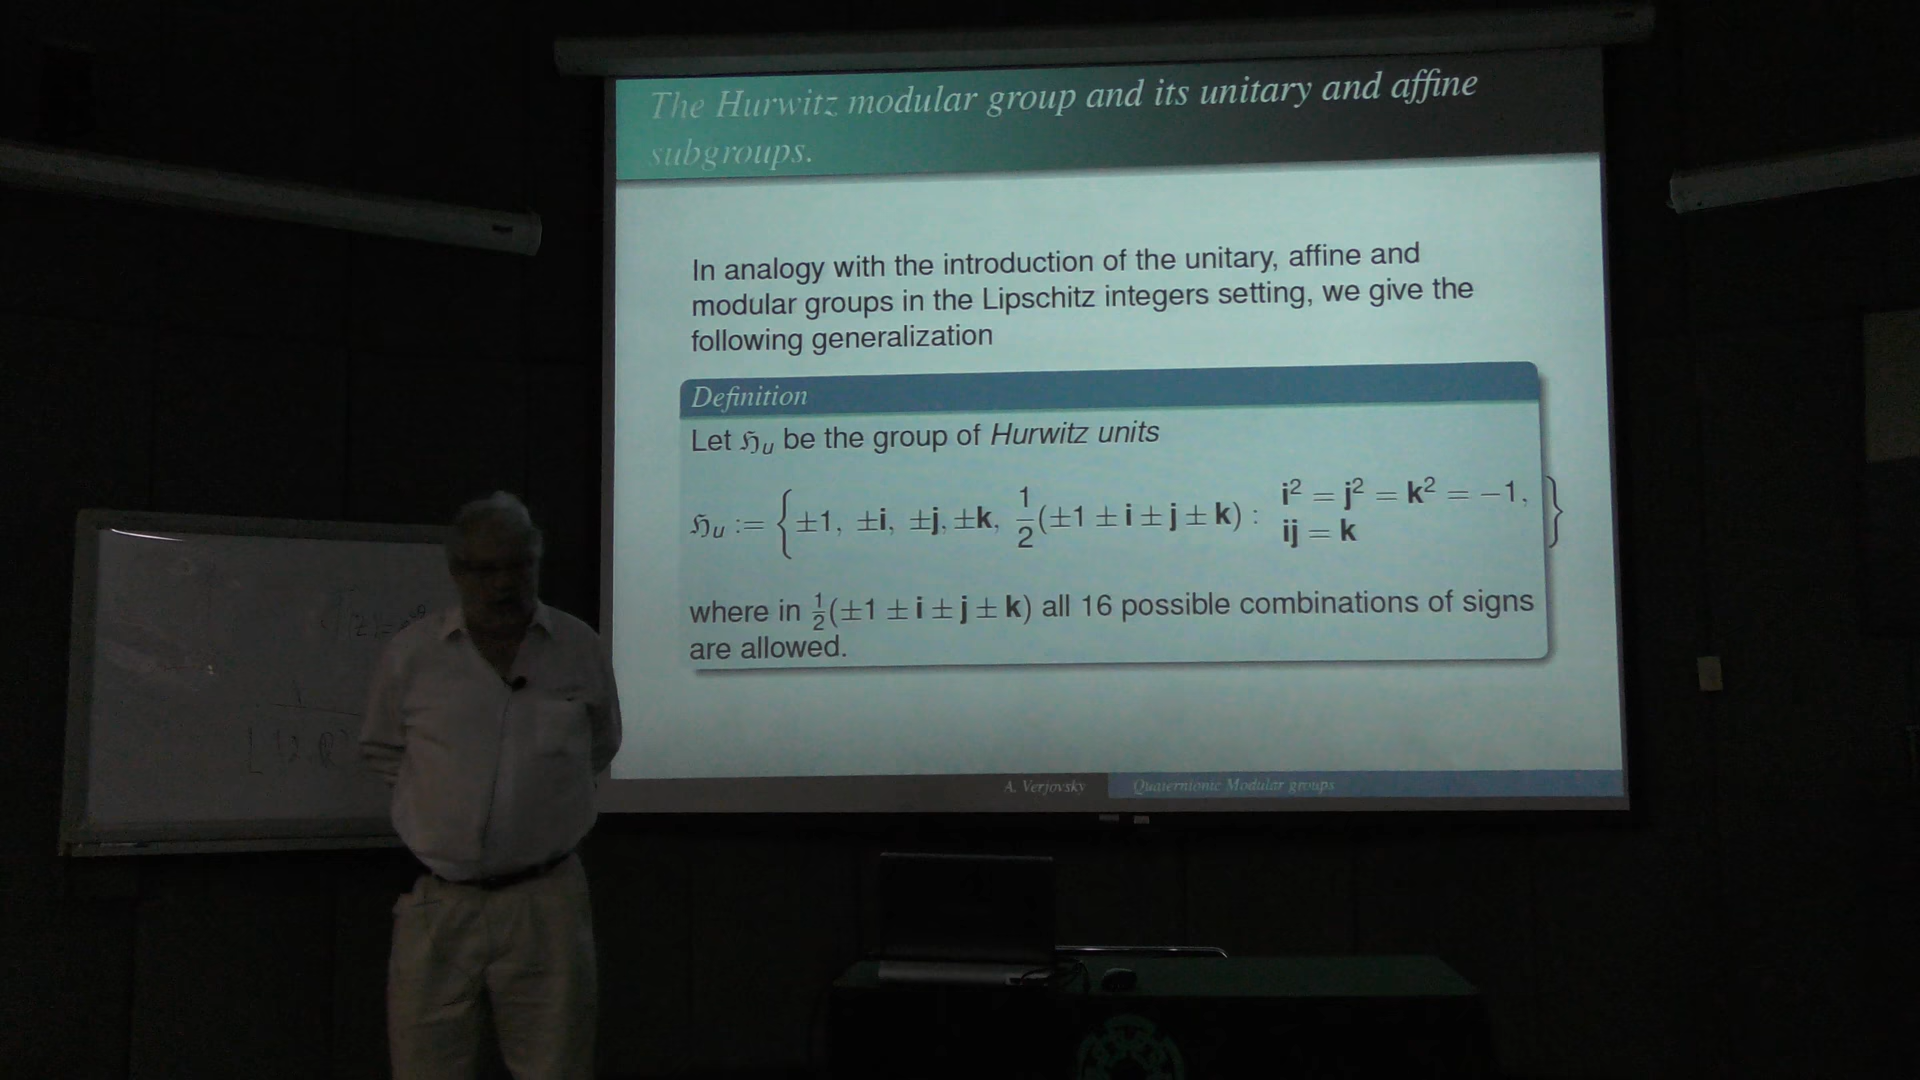 The Hurwitz modular group and its unitary and affine
subgroups.
In analogy with the introduction of the unitary, affine and
modular groups in the Lipschitz integers setting, we give the
following generalization
Definition
Let ℌᵤ be the group of Hurwitz units
ℌᵤ := { ±1, ±i, ±j, ±k, 1/2(±1 ± i ± j ± k) : i² = j² = k² = −1, ij = k }
where in 1/2(±1 ± i ± j ± k) all 16 possible combinations of signs
are allowed.
A. Verjovsky Quaternionic Modular groups